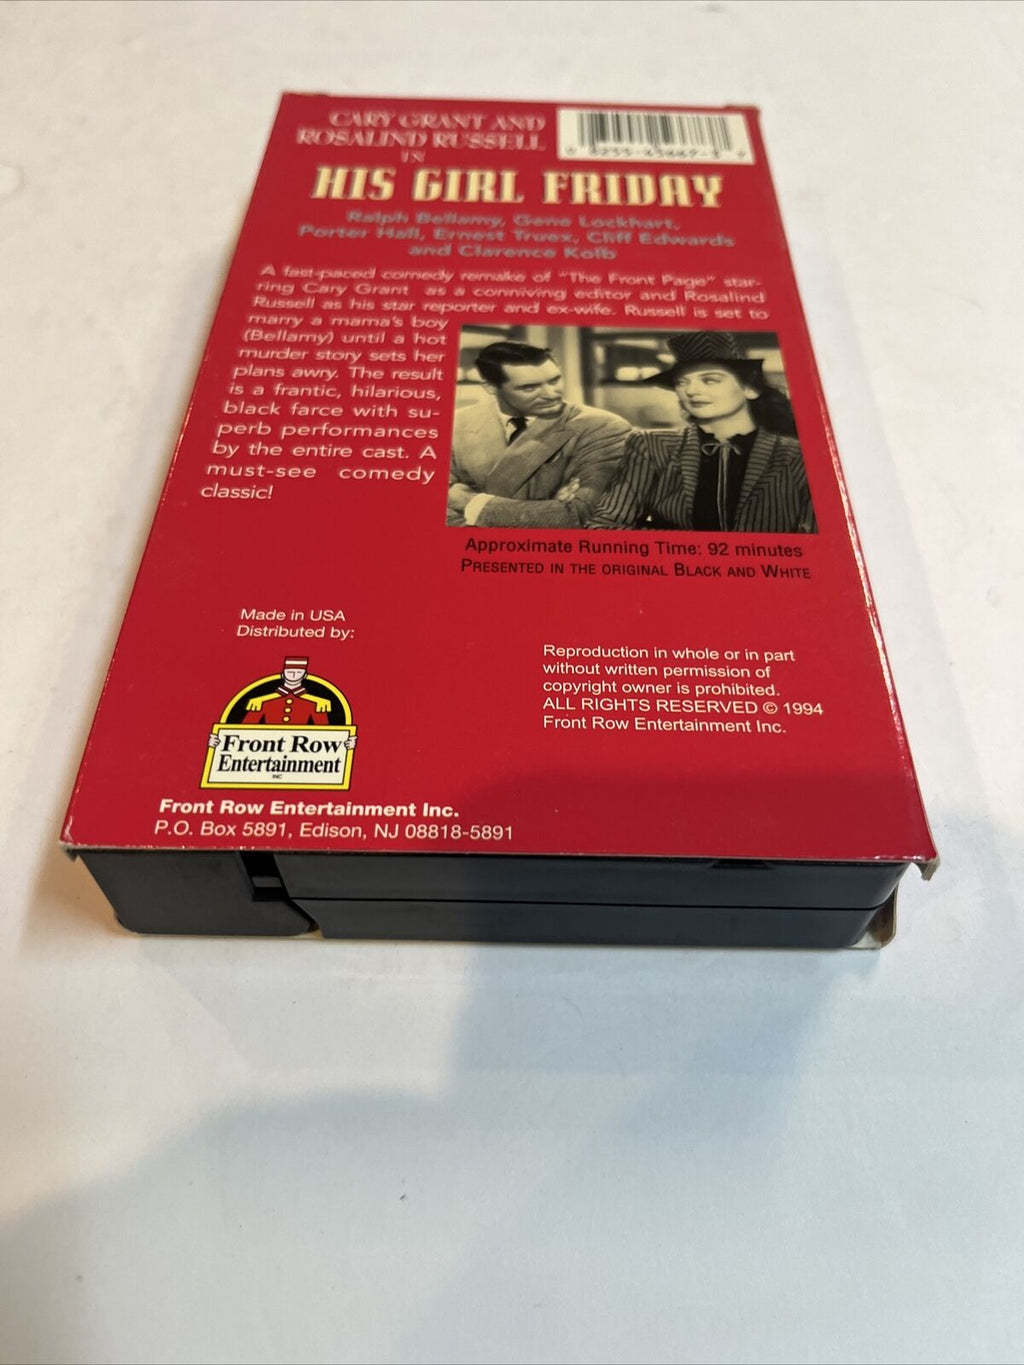 CARY GRANT AND
ROSALIND RUSSELL
IN
HIS GIRL FRIDAY
Ralph Bellamy, Gene Lockhart,
Porter Hall, Ernest Truex, Cliff Edwards
and Clarence Kolb
A fast-paced comedy remake of "The Front Page" star-
ring Cary Grant as a conniving editor and Rosalind
Russell as his star reporter and ex-wife. Russell is set to
marry a mama's boy
(Bellamy) until a hot
murder story sets her
plans awry. The result
is a frantic, hilarious,
black farce with su-
perb performances
by the entire cast. A
must-see comedy
classic!
Approximate Running Time: 92 minutes
PRESENTED IN THE ORIGINAL BLACK AND WHITE
Made in USA
Distributed by:
Front Row
Entertainment
INC
Front Row Entertainment Inc.
P.O. Box 5891, Edison, NJ 08818-5891
Reproduction in whole or in part
without written permission of
copyright owner is prohibited.
ALL RIGHTS RESERVED © 1994
Front Row Entertainment Inc.